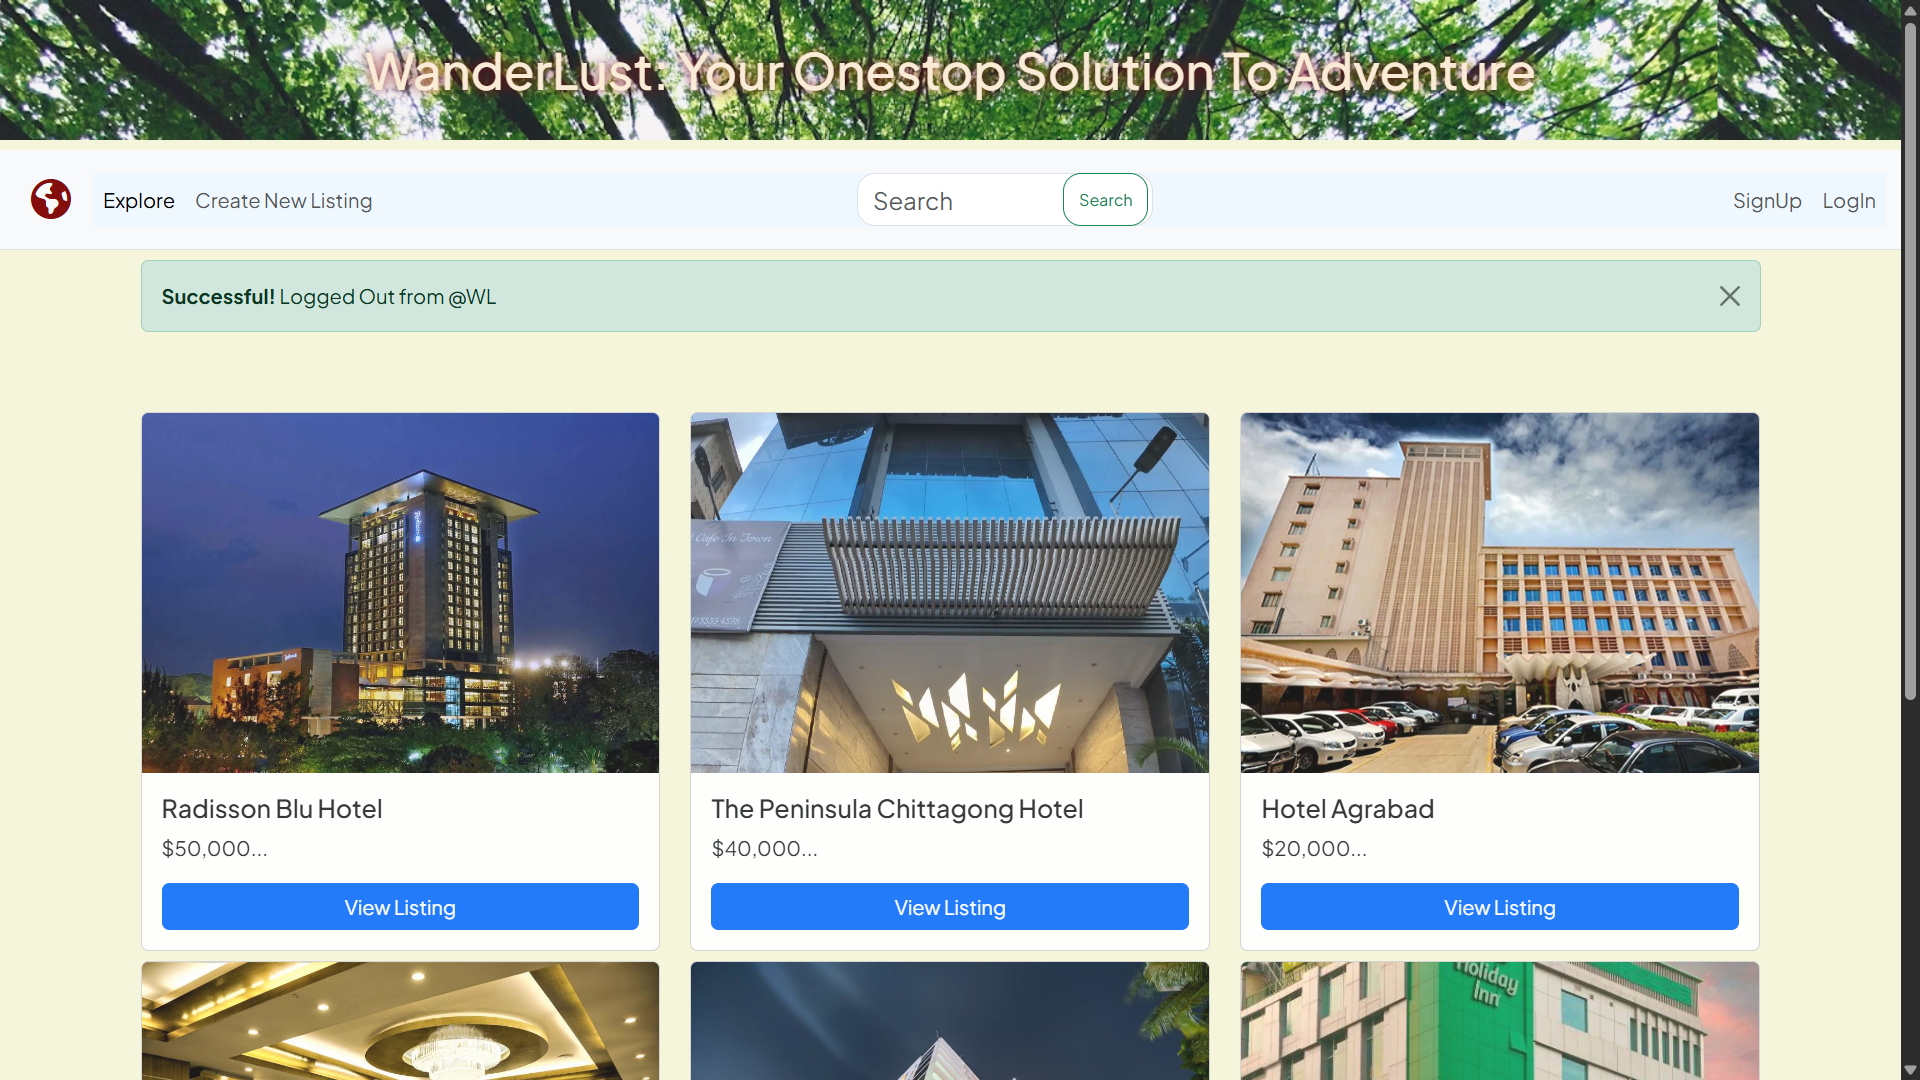 WanderLust: Your Onestop Solution To Adventure
Explore
Create New Listing
Search
Search
SignUp
LogIn
Successful! Logged Out from @WL
Cafe In Town
Radisson Blu Hotel
$50,000...
View Listing
The Peninsula Chittagong Hotel
$40,000...
View Listing
Hotel Agrabad
$20,000...
View Listing
Holiday
Inn